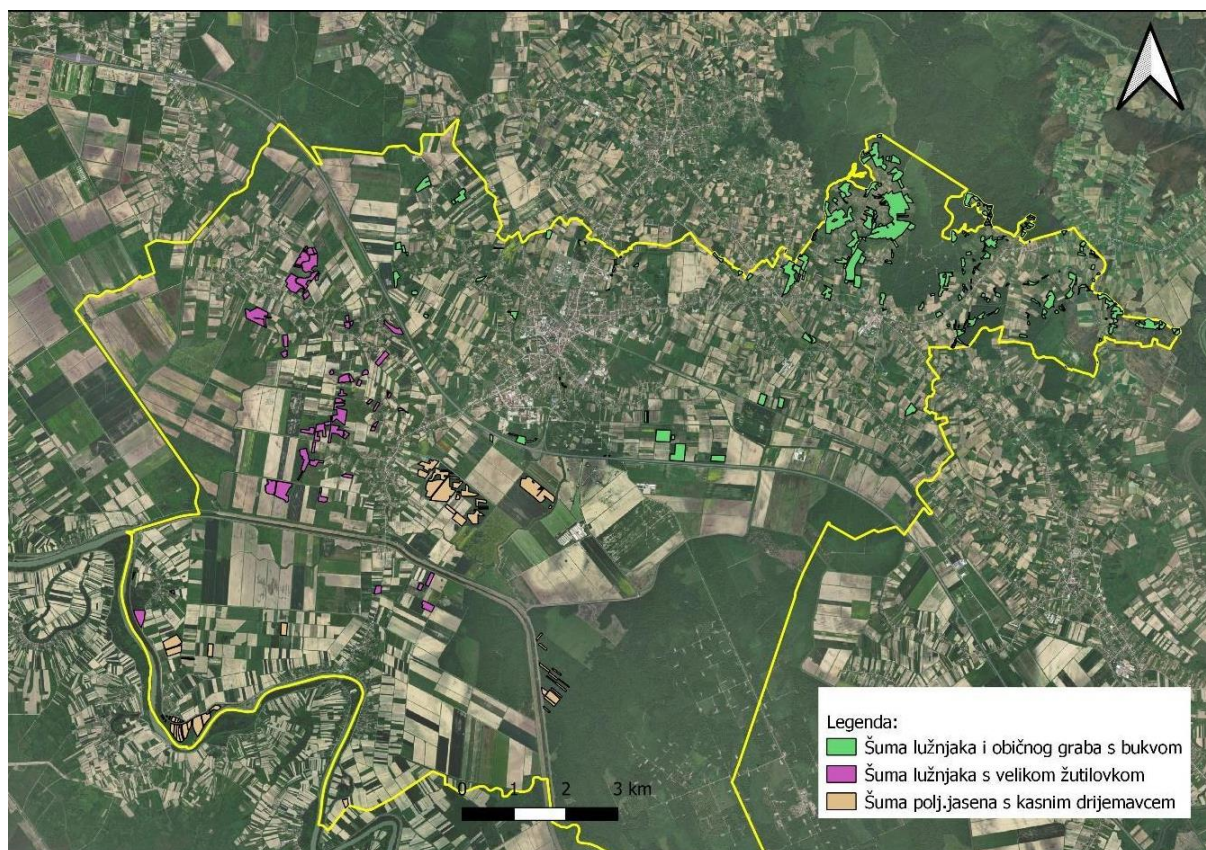 Legenda:
Šuma lužnjaka i običnog graba s bukvom
Šuma lužnjaka s velikom žutilovkom
Šuma polj.jasena s kasnim drijemavcem
0 1 2 3 km